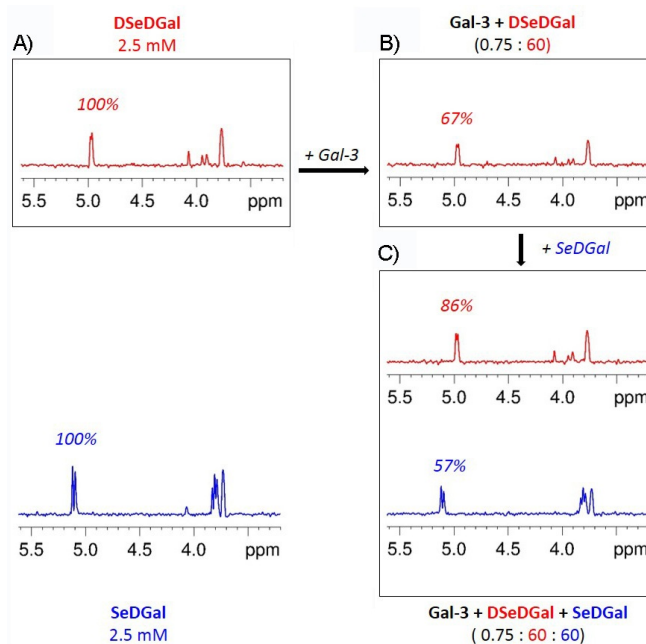 A)
DSeDGal
2.5 mM
100%
5.5 5.0 4.5 4.0 ppm
+ Gal-3
B)
Gal-3 + DSeDGal
(0.75 : 60)
67%
5.5 5.0 4.5 4.0 ppm
+ SeDGal
C)
86%
5.5 5.0 4.5 4.0 ppm
100%
5.5 5.0 4.5 4.0 ppm
SeDGal
2.5 mM
57%
5.5 5.0 4.5 4.0 ppm
Gal-3 + DSeDGal + SeDGal
( 0.75 : 60 : 60)